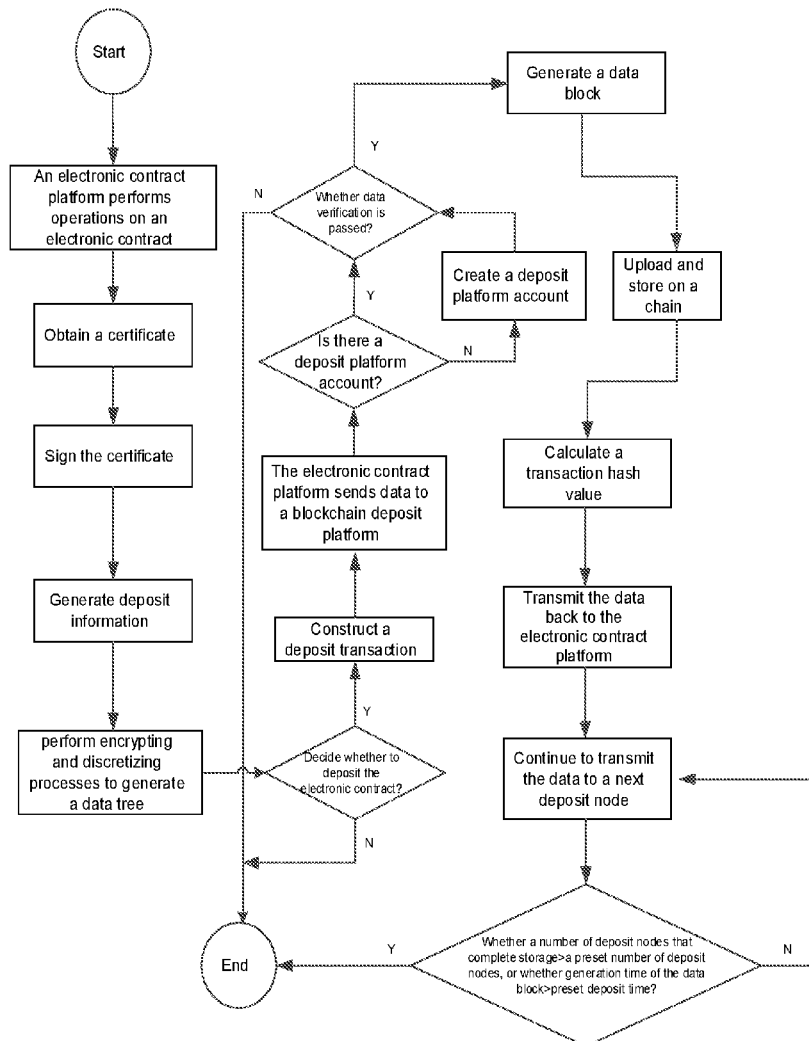 Start
An electronic contract
platform performs
operations on an
electronic contract
Obtain a certificate
Sign the certificate
Generate deposit
information
perform encrypting
and discretizing
processes to generate
a data tree
Decide whether to
deposit the
electronic contract?
Y
N
Construct a
deposit transaction
The electronic contract
platform sends data to
a blockchain deposit
platform
Is there a
deposit platform
account?
Y
N
Create a deposit
platform account
Whether data
verification is
passed?
Y
N
Generate a data
block
Upload and
store on a
chain
Calculate a
transaction hash
value
Transmit the data
back to the
electronic contract
platform
Continue to transmit
the data to a next
deposit node
Whether a number of deposit nodes that
complete storage>a preset number of deposit
nodes, or whether generation time of the data
block>preset deposit time?
Y
N
End